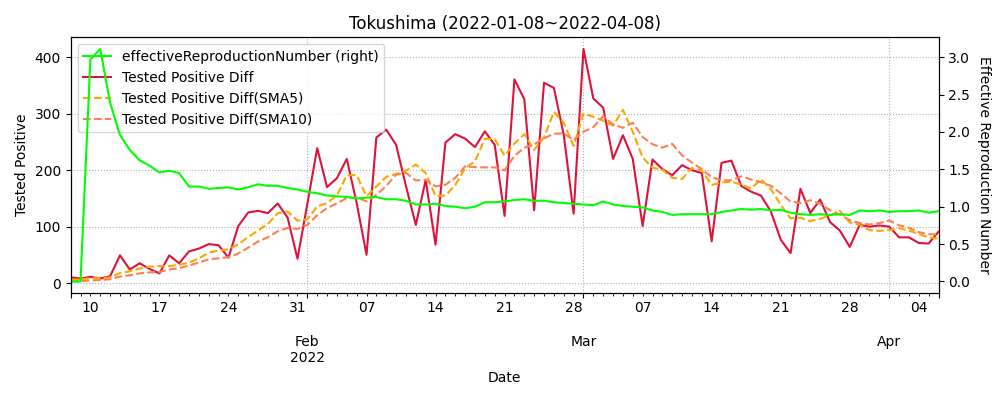 Tokushima (2022-01-08~2022-04-08)
effectiveReproductionNumber (right)
Tested Positive Diff
Tested Positive Diff(SMA5)
Tested Positive Diff(SMA10)
Tested Positive
400
300
200
100
0
3.0
2.5
2.0
1.5
1.0
0.5
0.0
Effective Reproduction Number
10 17 24 31 07 14 21 28 07 14 21 28 04
Feb Mar Apr
2022
Date